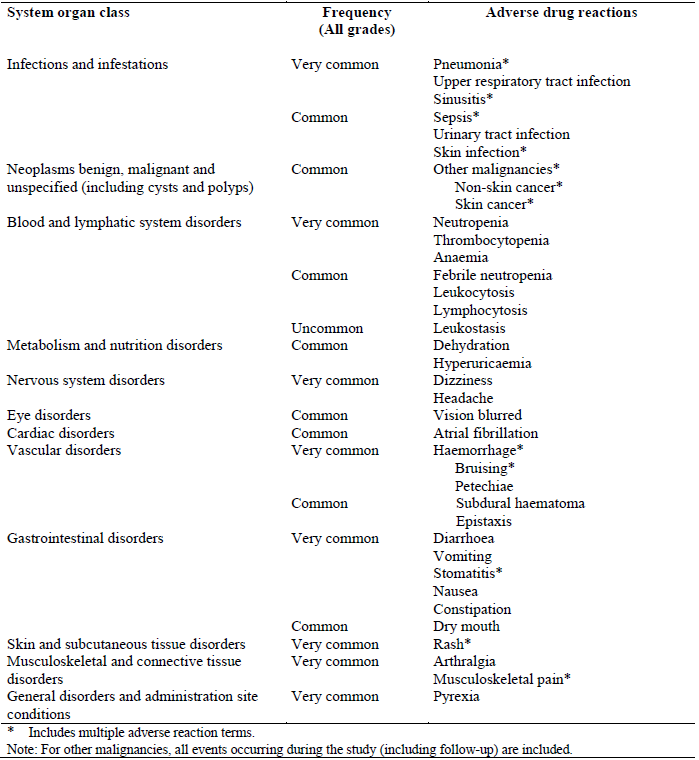 System organ class Frequency Adverse drug reactions
(All grades)
Infections and infestations Very common Pneumonia*
Upper respiratory tract infection
Sinusitis*
Common Sepsis*
Urinary tract infection
Skin infection*
Neoplasms benign, malignant and Common Other malignancies*
unspecified (including cysts and polyps) Non-skin cancer*
Skin cancer*
Blood and lymphatic system disorders Very common Neutropenia
Thrombocytopenia
Anaemia
Common Febrile neutropenia
Leukocytosis
Lymphocytosis
Uncommon Leukostasis
Metabolism and nutrition disorders Common Dehydration
Hyperuricaemia
Nervous system disorders Very common Dizziness
Headache
Eye disorders Common Vision blurred
Cardiac disorders Common Atrial fibrillation
Vascular disorders Very common Haemorrhage*
Bruising*
Petechiae
Common Subdural haematoma
Epistaxis
Gastrointestinal disorders Very common Diarrhoea
Vomiting
Stomatitis*
Nausea
Constipation
Common Dry mouth
Skin and subcutaneous tissue disorders Very common Rash*
Musculoskeletal and connective tissue Very common Arthralgia
disorders Musculoskeletal pain*
General disorders and administration site Very common Pyrexia
conditions
* Includes multiple adverse reaction terms.
Note: For other malignancies, all events occurring during the study (including follow-up) are included.